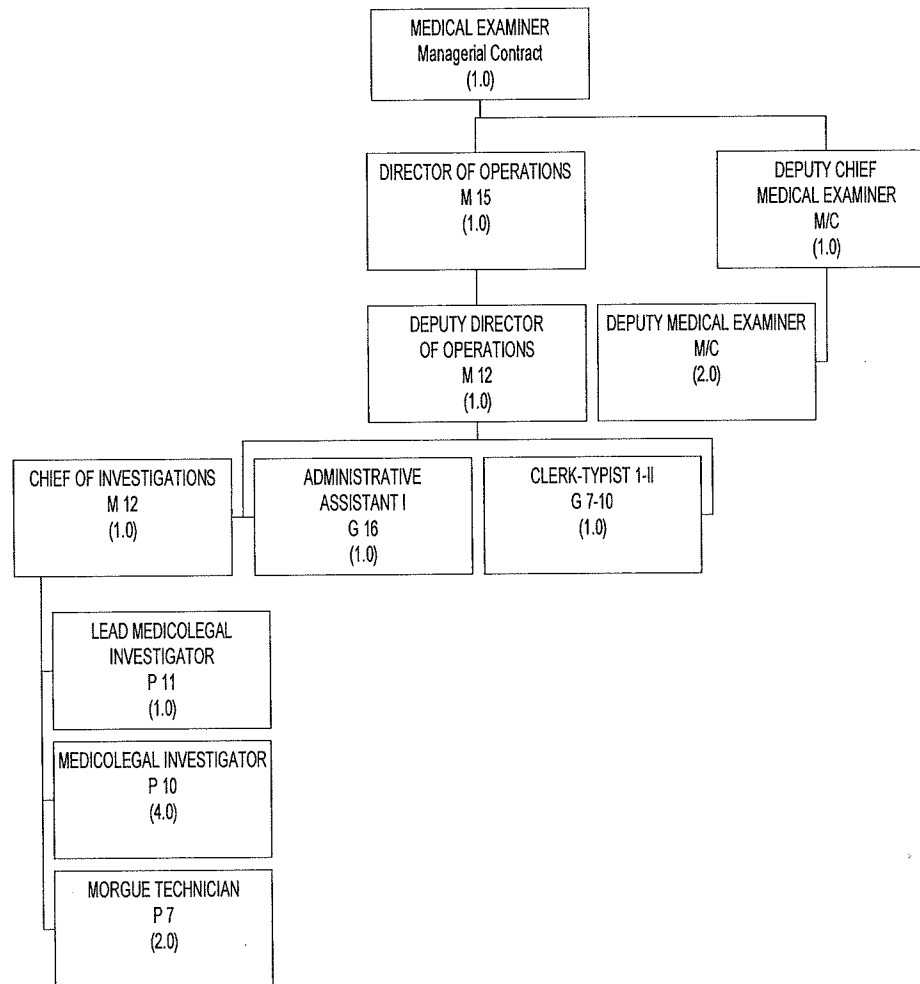 MEDICAL EXAMINER
Managerial Contract
(1.0)
DIRECTOR OF OPERATIONS
M 15
(1.0)
DEPUTY CHIEF
MEDICAL EXAMINER
M/C
(1.0)
DEPUTY DIRECTOR
OF OPERATIONS
M 12
(1.0)
DEPUTY MEDICAL EXAMINER
M/C
(2.0)
CHIEF OF INVESTIGATIONS
M 12
(1.0)
ADMINISTRATIVE
ASSISTANT I
G 16
(1.0)
CLERK-TYPIST 1-II
G 7-10
(1.0)
LEAD MEDICOLEGAL
INVESTIGATOR
P 11
(1.0)
MEDICOLEGAL INVESTIGATOR
P 10
(4.0)
MORGUE TECHNICIAN
P 7
(2.0)